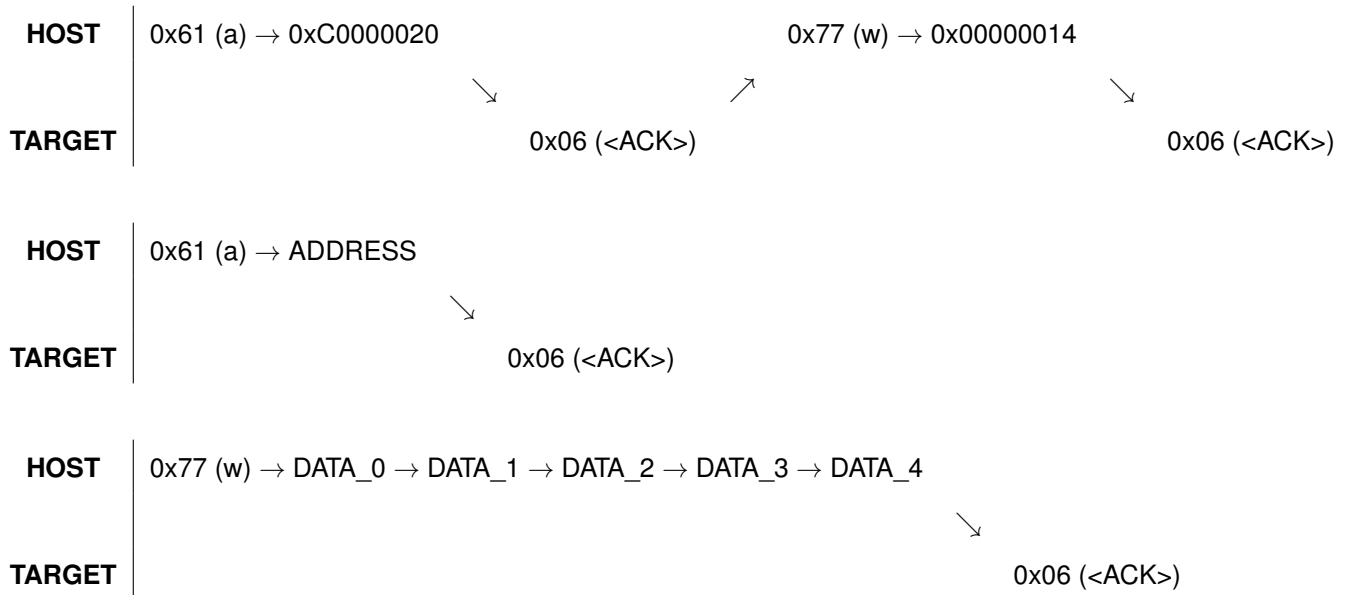 HOST 0x61 (a) → 0xC0000020 0x77 (w) → 0x00000014
TARGET 0x06 (<ACK>) 0x06 (<ACK>)
HOST 0x61 (a) → ADDRESS
TARGET 0x06 (<ACK>)
HOST 0x77 (w) → DATA_0 → DATA_1 → DATA_2 → DATA_3 → DATA_4
TARGET 0x06 (<ACK>)